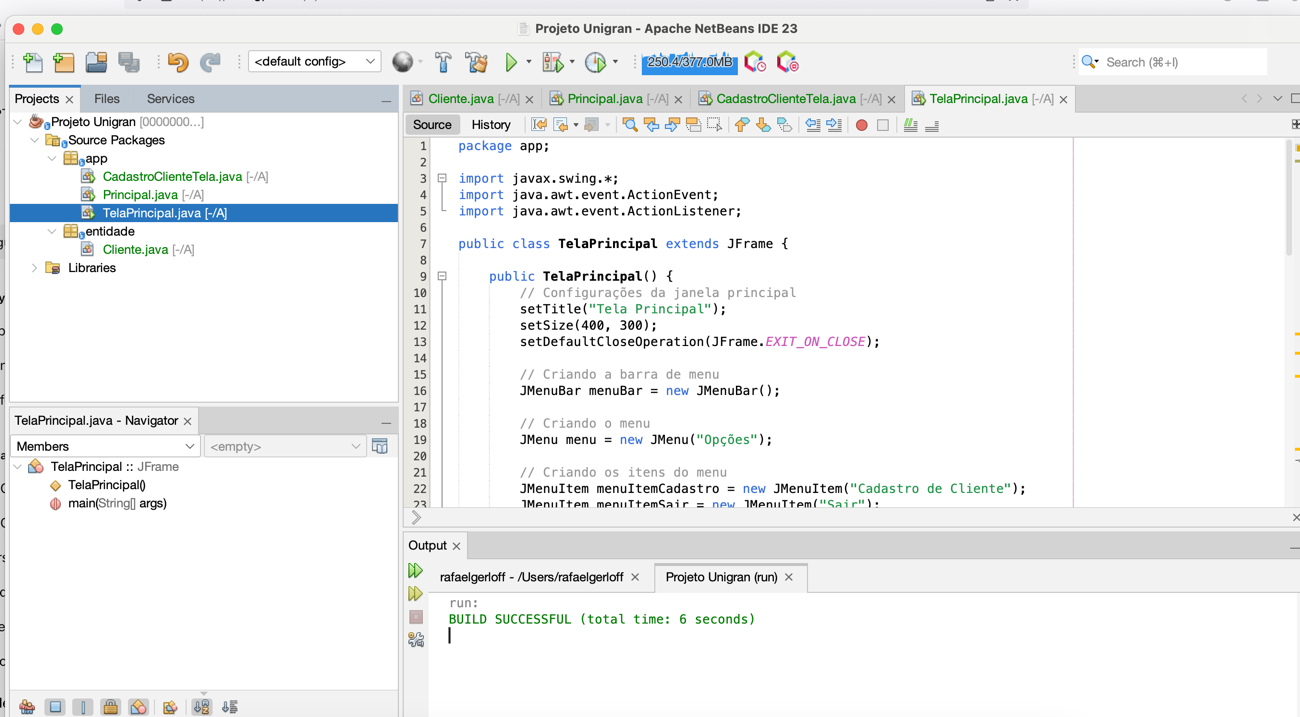 Projeto Unigran - Apache NetBeans IDE 23
<default config>
250.4/377.0MB
Search (⌘+I)
Projects
Files
Services
Projeto Unigran [0000000...]
Source Packages
app
CadastroClienteTela.java [-/A]
Principal.java [-/A]
TelaPrincipal.java [-/A]
entidade
Cliente.java [-/A]
Libraries
TelaPrincipal.java - Navigator
Members
<empty>
TelaPrincipal :: JFrame
TelaPrincipal()
main(String[] args)
Cliente.java [-/A]
Principal.java [-/A]
CadastroClienteTela.java [-/A]
TelaPrincipal.java [-/A]
Source
History
1 package app;
2
3 import javax.swing.*;
4 import java.awt.event.ActionEvent;
5 import java.awt.event.ActionListener;
6
7 public class TelaPrincipal extends JFrame {
8
9 public TelaPrincipal() {
10 // Configurações da janela principal
11 setTitle("Tela Principal");
12 setSize(400, 300);
13 setDefaultCloseOperation(JFrame.EXIT_ON_CLOSE);
14
15 // Criando a barra de menu
16 JMenuBar menuBar = new JMenuBar();
17
18 // Criando o menu
19 JMenu menu = new JMenu("Opções");
20
21 // Criando os itens do menu
22 JMenuItem menuItemCadastro = new JMenuItem("Cadastro de Cliente");
23 JMenuItem menuItemSair = new JMenuItem("Sair");
Output
rafaelgerloff - /Users/rafaelgerloff
Projeto Unigran (run)
run:
BUILD SUCCESSFUL (total time: 6 seconds)